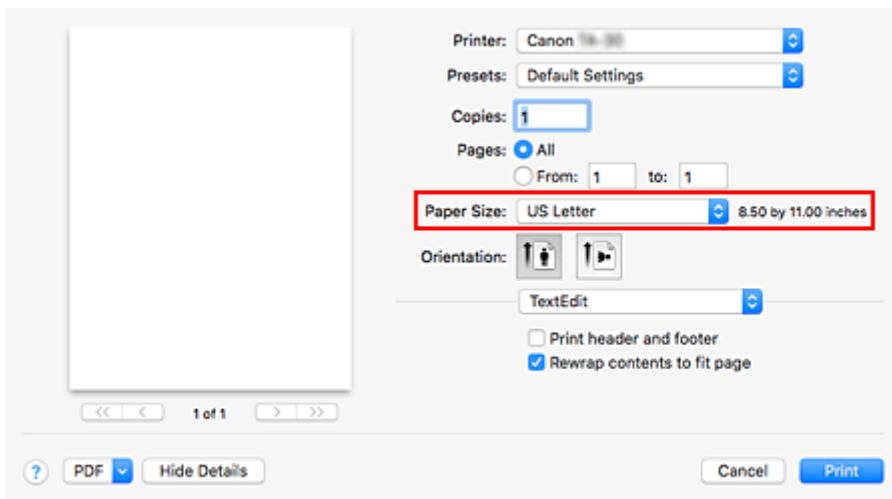 Printer: Canon
Presets: Default Settings
Copies: 1
Pages: All
From: 1 to: 1
Paper Size: US Letter 8.50 by 11.00 inches
Orientation:
TextEdit
Print header and footer
Rewrap contents to fit page
<< < 1 of 1 > >>
? PDF Hide Details Cancel Print